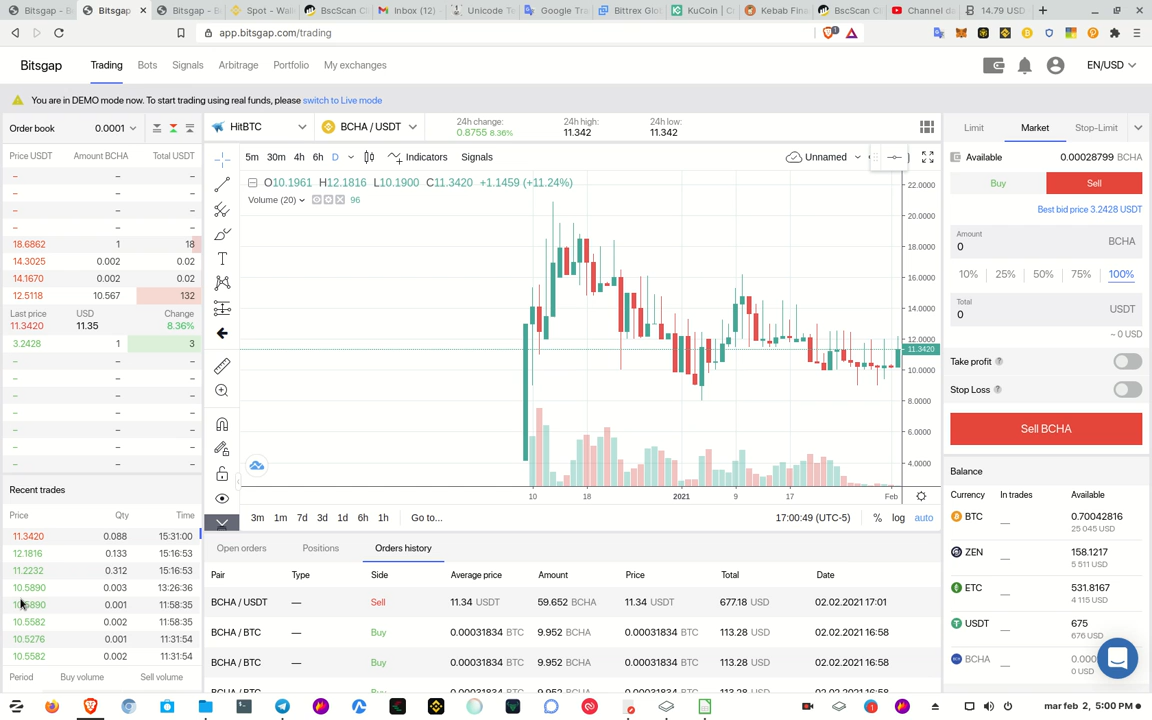 Bitsgap - B
Bitsgap
Bitsgap - B
Spot - Wall
BscScan C
Inbox (12)
Unicode T
Google Tra
Bittrex Glo
KuCoin | C
Kebab Fina
BscScan C
Channel da
14.79 USD
app.bitsgap.com/trading
Bitsgap
Trading Bots Signals Arbitrage Portfolio My exchanges EN/USD
You are in DEMO mode now. To start trading using real funds, please switch to Live mode
Order book 0.0001
Price USDT Amount BCHA Total USDT
18.6862 1 18
14.3025 0.002 0.02
14.1670 0.002 0.02
12.5118 10.567 132
Last price USD Change
11.3420 11.35 8.36%
3.2428 1 3
Recent trades
Price Qty Time
11.3420 0.088 15:31:00
12.1816 0.133 15:16:53
11.2232 0.312 15:16:53
10.5890 0.003 13:26:36
10.5890 0.001 11:58:35
10.5582 0.002 11:58:35
10.5276 0.001 11:31:54
10.5582 0.002 11:31:54
Period Buy volume Sell volume
HitBTC BCHA / USDT
24h change:
0.8755 8.36%
24h high:
11.342
24h low:
11.342
5m 30m 4h 6h D Indicators Signals Unnamed
O10.1961 H12.1816 L10.1900 C11.3420 +1.1459 (+11.24%)
Volume (20) 96
22.0000
20.0000
18.0000
16.0000
14.0000
12.0000
11.3420
10.0000
8.0000
6.0000
4.0000
10 18 2021 9 17 Feb
3m 1m 7d 3d 1d 6h 1h Go to... 17:00:49 (UTC-5) % log auto
Open orders Positions Orders history
Pair Type Side Average price Amount Price Total Date
BCHA / USDT — Sell 11.34 USDT 59.652 BCHA 11.34 USDT 677.18 USD 02.02.2021 17:01
BCHA / BTC — Buy 0.00031834 BTC 9.952 BCHA 0.00031834 BTC 113.28 USD 02.02.2021 16:58
BCHA / BTC — Buy 0.00031834 BTC 9.952 BCHA 0.00031834 BTC 113.28 USD 02.02.2021 16:58
Limit Market Stop-Limit
Available 0.00028799 BCHA
Buy Sell
Best bid price 3.2428 USDT
Amount
0 BCHA
10% 25% 50% 75% 100%
Total
0 USDT
~ 0 USD
Take profit
Stop Loss
Sell BCHA
Balance
Currency In trades Available
BTC — 0.70042816
25 045 USD
ZEN — 158.1217
5 511 USD
ETC — 531.8167
4 115 USD
USDT — 675
676 USD
BCHA — 0.000
0 USD
mar feb 2, 5:00 PM